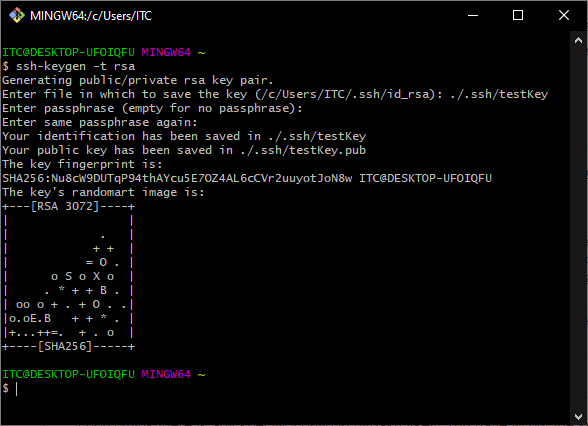 MINGW64:/c/Users/ITC
ITC@DESKTOP-UFOIQFU MINGW64 ~
$ ssh-keygen -t rsa
Generating public/private rsa key pair.
Enter file in which to save the key (/c/Users/ITC/.ssh/id_rsa): ./.ssh/testKey
Enter passphrase (empty for no passphrase):
Enter same passphrase again:
Your identification has been saved in ./.ssh/testKey
Your public key has been saved in ./.ssh/testKey.pub
The key fingerprint is:
SHA256:Nu8cW9DUTqP94thAYcu5E7OZ4AL6cCVr2uuyotJoN8w ITC@DESKTOP-UFOIQFU
The key's randomart image is:
+---[RSA 3072]----+
|                 |
|             .   |
|            + +  |
|           = O . |
|      o S o X o  |
|     . * + + B . |
| oo o + . + O . .|
|o.oE.B   + + * . |
|+...++=.  + . o  |
+----[SHA256]-----+
ITC@DESKTOP-UFOIQFU MINGW64 ~
$